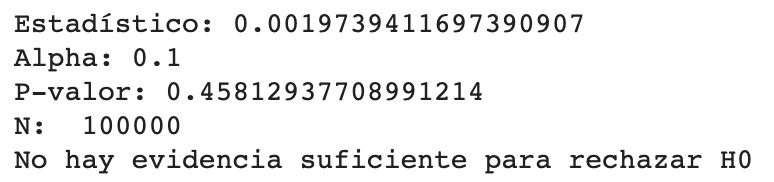 Estadístico: 0.0019739411697390907
Alpha: 0.1
P-valor: 0.45812937708991214
N:  100000
No hay evidencia suficiente para rechazar H0